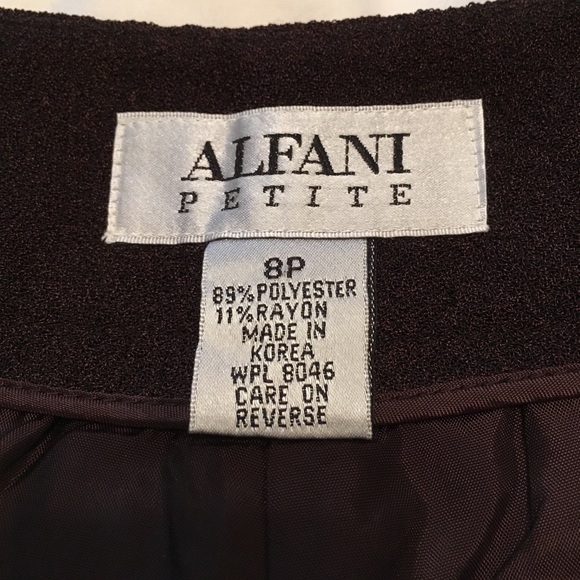 ALFANI
PETITE
8P
89% POLYESTER
11% RAYON
MADE IN
KOREA
WPL 8046
CARE ON
REVERSE